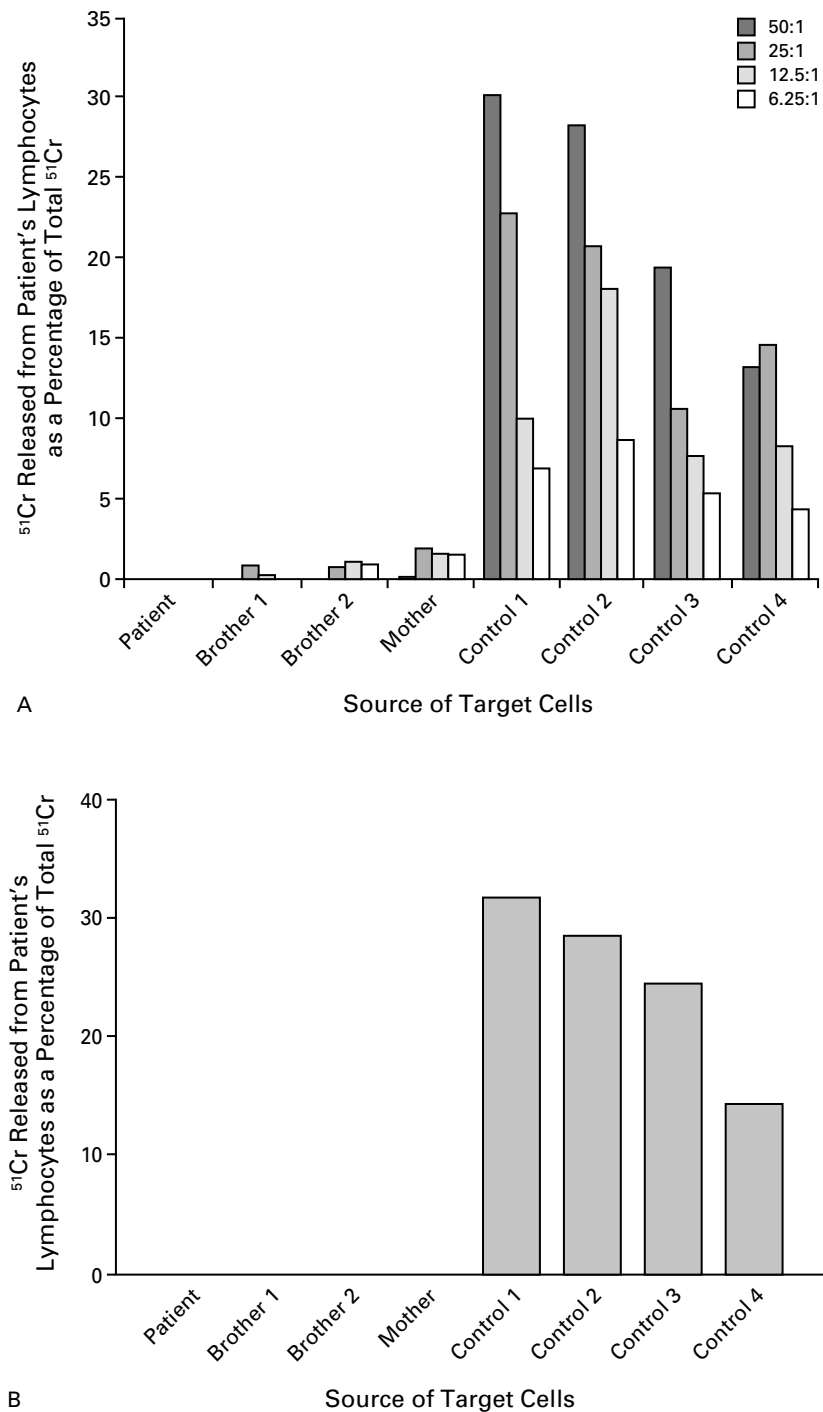 35
30
25
20
15
10
5
0
⁵¹Cr Released from Patient's Lymphocytes
as a Percentage of Total ⁵¹Cr
50:1
25:1
12.5:1
6.25:1
Patient
Brother 1
Brother 2
Mother
Control 1
Control 2
Control 3
Control 4
A
Source of Target Cells
40
30
20
10
0
⁵¹Cr Released from Patient's
Lymphocytes as a Percentage of Total ⁵¹Cr
Patient
Brother 1
Brother 2
Mother
Control 1
Control 2
Control 3
Control 4
B
Source of Target Cells